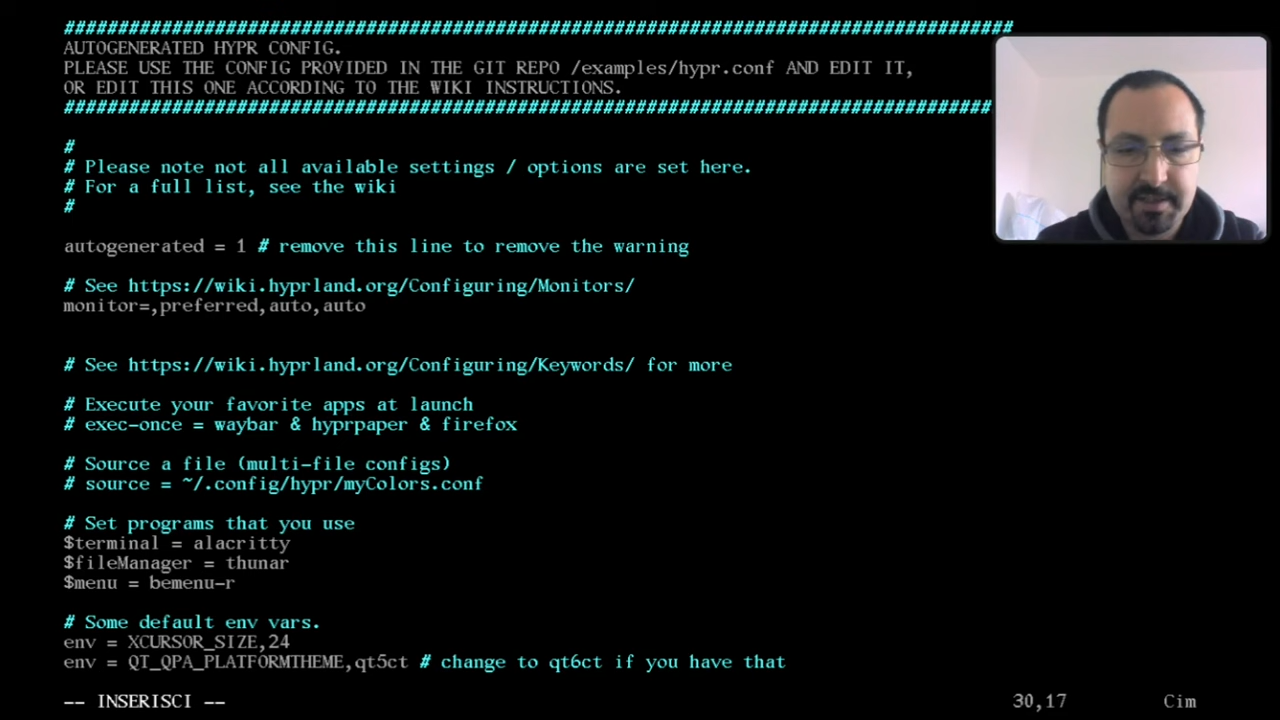 ########################################################################################
AUTOGENERATED HYPR CONFIG.
PLEASE USE THE CONFIG PROVIDED IN THE GIT REPO /examples/hypr.conf AND EDIT IT,
OR EDIT THIS ONE ACCORDING TO THE WIKI INSTRUCTIONS.
######################################################################################
#
# Please note not all available settings / options are set here.
# For a full list, see the wiki
#
autogenerated = 1 # remove this line to remove the warning
# See https://wiki.hyprland.org/Configuring/Monitors/
monitor=,preferred,auto,auto
# See https://wiki.hyprland.org/Configuring/Keywords/ for more
# Execute your favorite apps at launch
# exec-once = waybar & hyprpaper & firefox
# Source a file (multi-file configs)
# source = ~/.config/hypr/myColors.conf
# Set programs that you use
$terminal = alacritty
$fileManager = thunar
$menu = bemenu-r
# Some default env vars.
env = XCURSOR_SIZE,24
env = QT_QPA_PLATFORMTHEME,qt5ct # change to qt6ct if you have that
-- INSERISCI -- 30,17 Cim